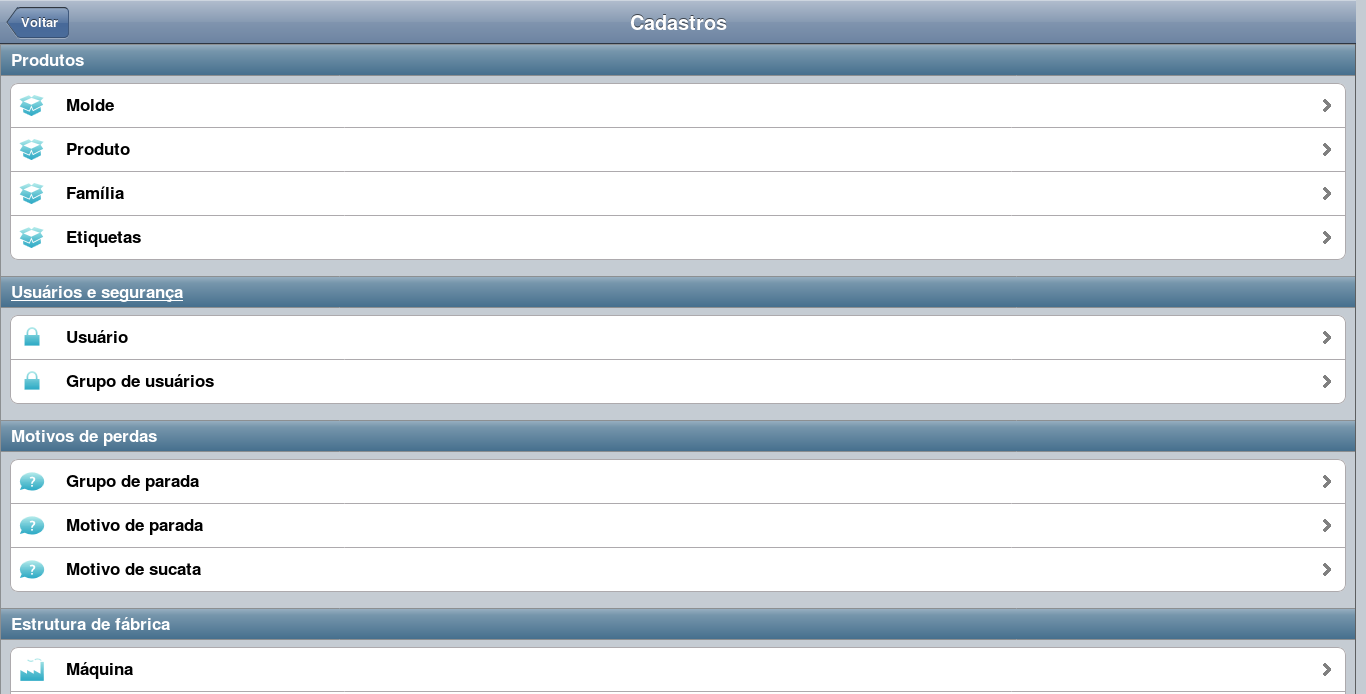 Voltar
Cadastros
Produtos
Molde
Produto
Família
Etiquetas
Usuários e segurança
Usuário
Grupo de usuários
Motivos de perdas
? Grupo de parada
? Motivo de parada
? Motivo de sucata
Estrutura de fábrica
Máquina